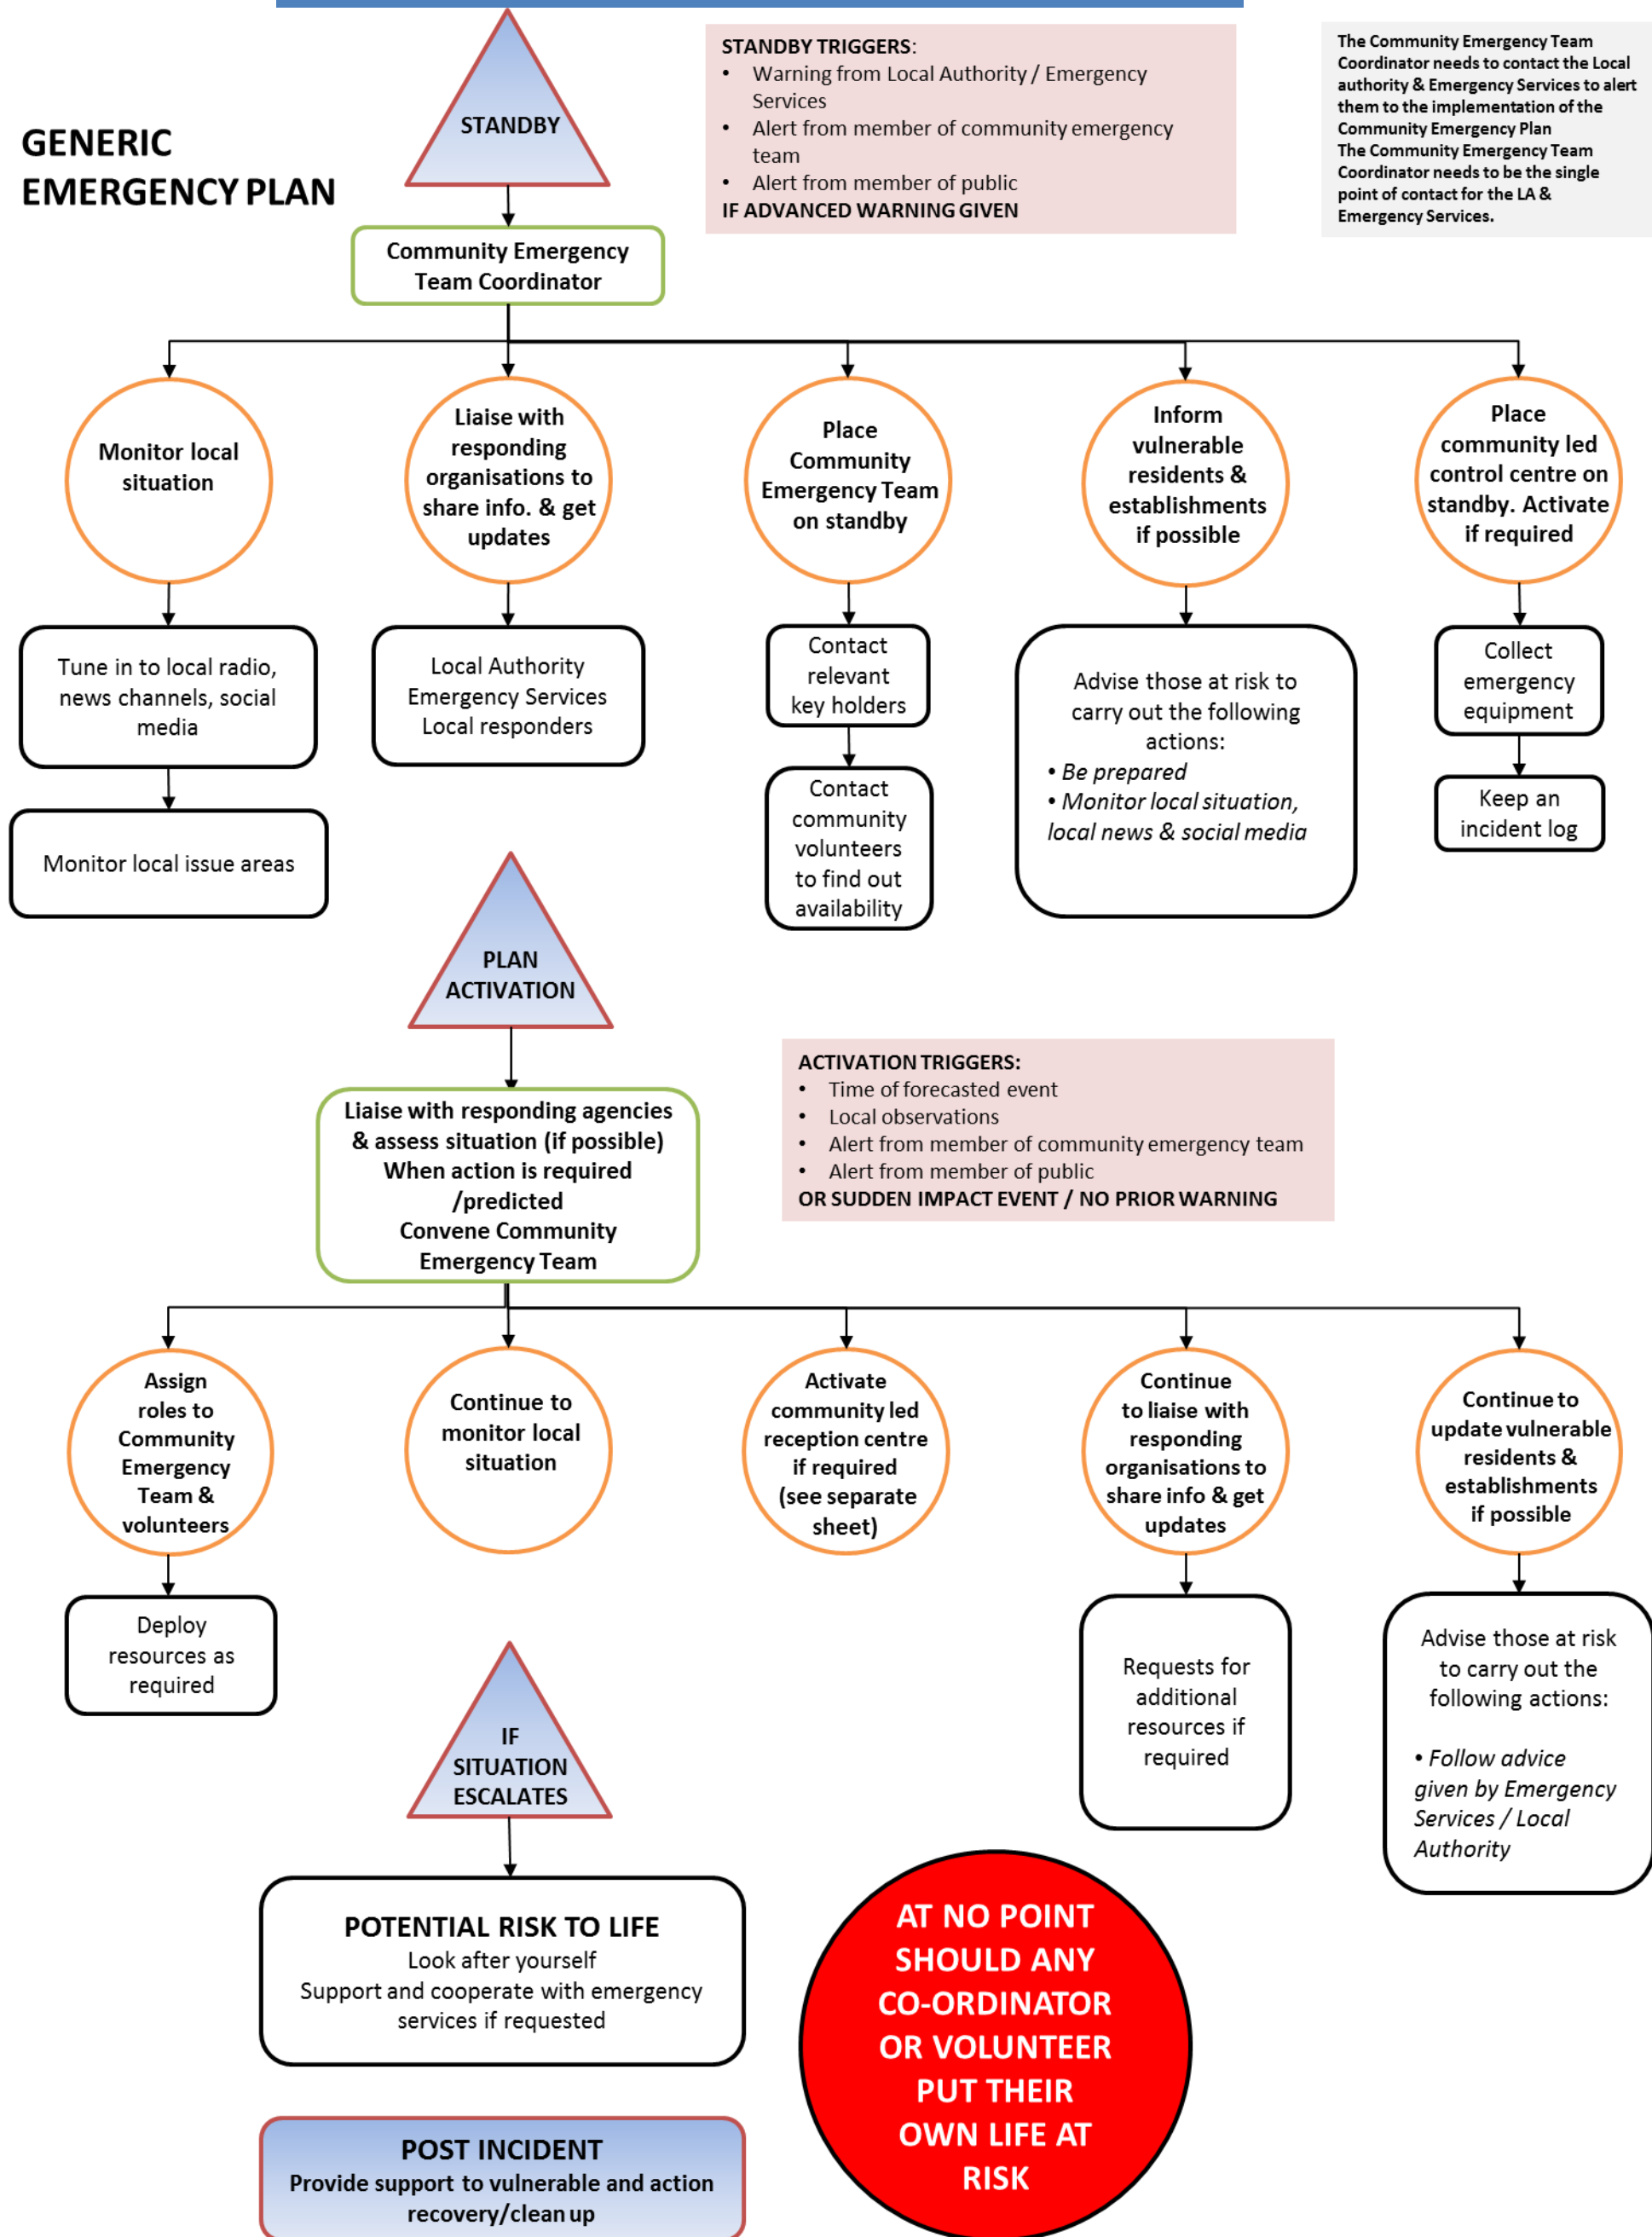 GENERIC
EMERGENCY PLAN
STANDBY
STANDBY TRIGGERS:
• Warning from Local Authority / Emergency
Services
• Alert from member of community emergency
team
• Alert from member of public
IF ADVANCED WARNING GIVEN
The Community Emergency Team
Coordinator needs to contact the Local
authority & Emergency Services to alert
them to the implementation of the
Community Emergency Plan
The Community Emergency Team
Coordinator needs to be the single
point of contact for the LA &
Emergency Services.
Community Emergency
Team Coordinator
Monitor local
situation
Liaise with
responding
organisations to
share info. & get
updates
Place
Community
Emergency Team
on standby
Inform
vulnerable
residents &
establishments
if possible
Place
community led
control centre on
standby. Activate
if required
Tune in to local radio,
news channels, social
media
Local Authority
Emergency Services
Local responders
Contact
relevant
key holders
Advise those at risk to
carry out the following
actions:
• Be prepared
• Monitor local situation,
local news & social media
Collect
emergency
equipment
Monitor local issue areas
Contact
community
volunteers
to find out
availability
Keep an
incident log
PLAN
ACTIVATION
ACTIVATION TRIGGERS:
• Time of forecasted event
• Local observations
• Alert from member of community emergency team
• Alert from member of public
OR SUDDEN IMPACT EVENT / NO PRIOR WARNING
Liaise with responding agencies
& assess situation (if possible)
When action is required
/predicted
Convene Community
Emergency Team
Assign
roles to
Community
Emergency
Team &
volunteers
Continue to
monitor local
situation
Activate
community led
reception centre
if required
(see separate
sheet)
Continue
to liaise with
responding
organisations to
share info & get
updates
Continue to
update vulnerable
residents &
establishments
if possible
Deploy
resources as
required
Requests for
additional
resources if
required
Advise those at risk
to carry out the
following actions:
• Follow advice
given by Emergency
Services / Local
Authority
IF
SITUATION
ESCALATES
POTENTIAL RISK TO LIFE
Look after yourself
Support and cooperate with emergency
services if requested
AT NO POINT
SHOULD ANY
CO-ORDINATOR
OR VOLUNTEER
PUT THEIR
OWN LIFE AT
RISK
POST INCIDENT
Provide support to vulnerable and action
recovery/clean up